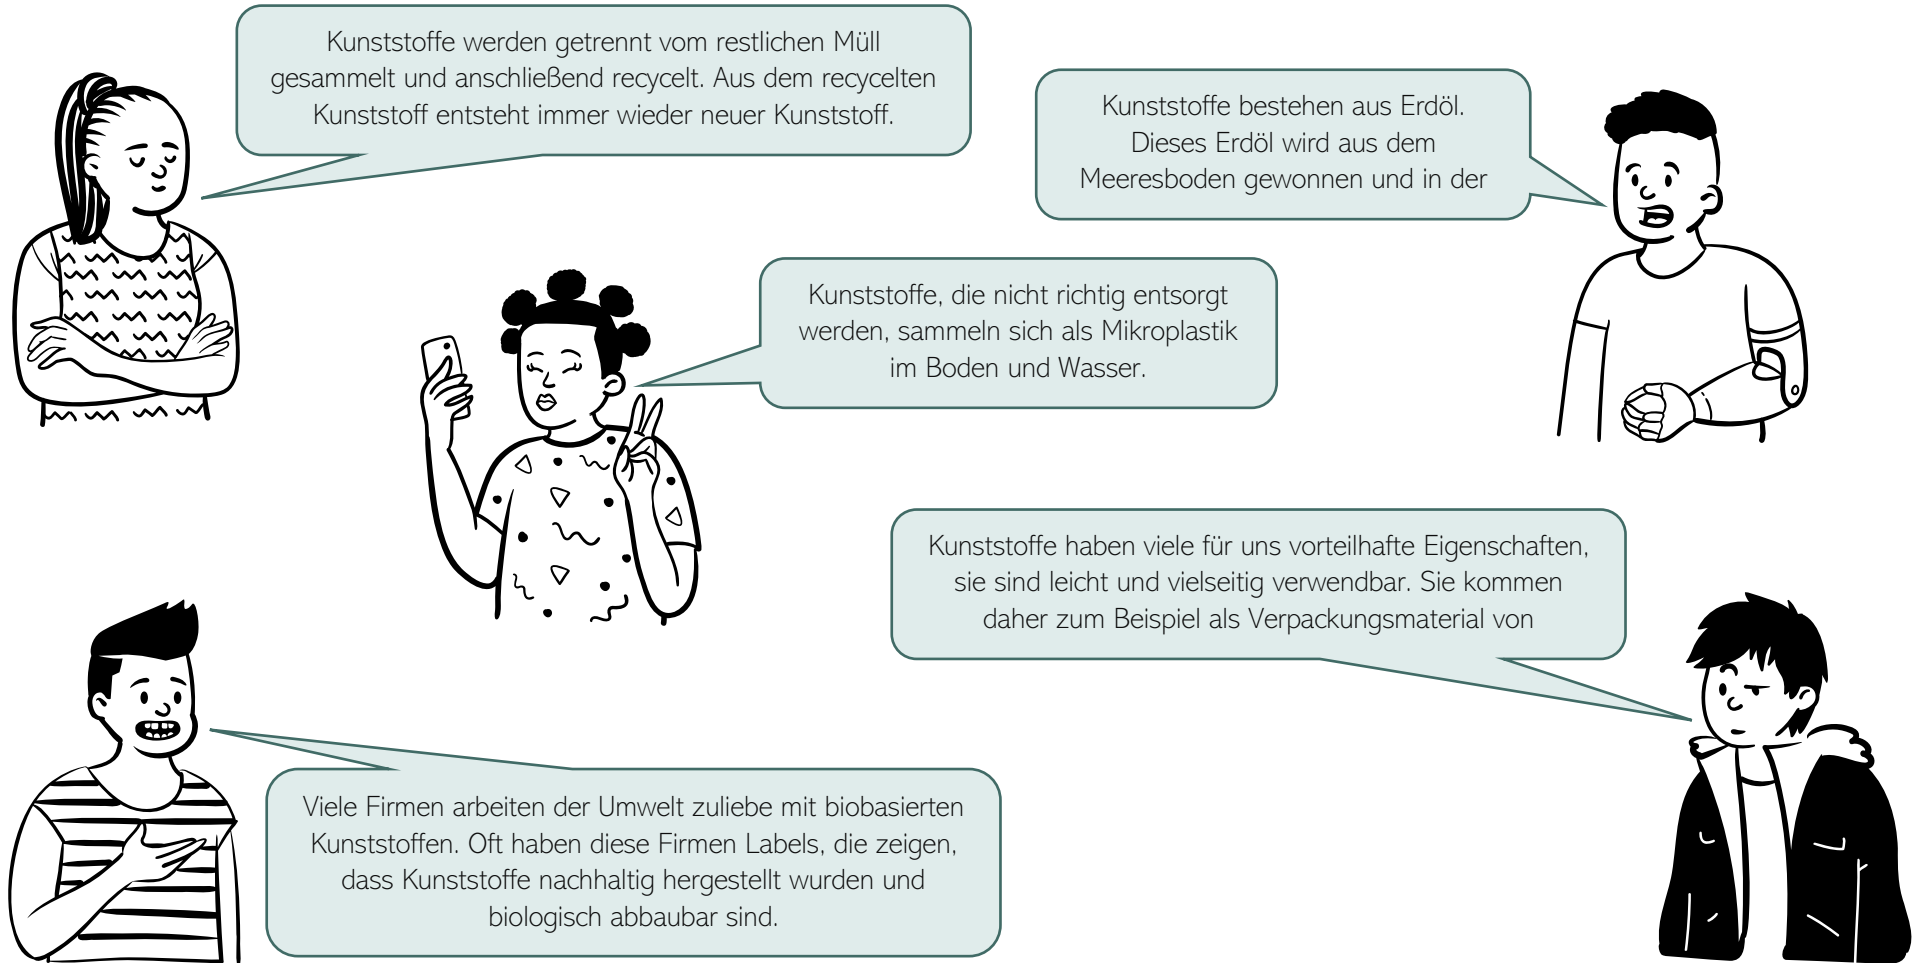 Kunststoffe werden getrennt vom restlichen Müll
gesammelt und anschließend recycelt. Aus dem recycelten
Kunststoff entsteht immer wieder neuer Kunststoff.
Kunststoffe bestehen aus Erdöl.
Dieses Erdöl wird aus dem
Meeresboden gewonnen und in der
Kunststoffe, die nicht richtig entsorgt
werden, sammeln sich als Mikroplastik
im Boden und Wasser.
Kunststoffe haben viele für uns vorteilhafte Eigenschaften,
sie sind leicht und vielseitig verwendbar. Sie kommen
daher zum Beispiel als Verpackungsmaterial von
Viele Firmen arbeiten der Umwelt zuliebe mit biobasierten
Kunststoffen. Oft haben diese Firmen Labels, die zeigen,
dass Kunststoffe nachhaltig hergestellt wurden und
biologisch abbaubar sind.